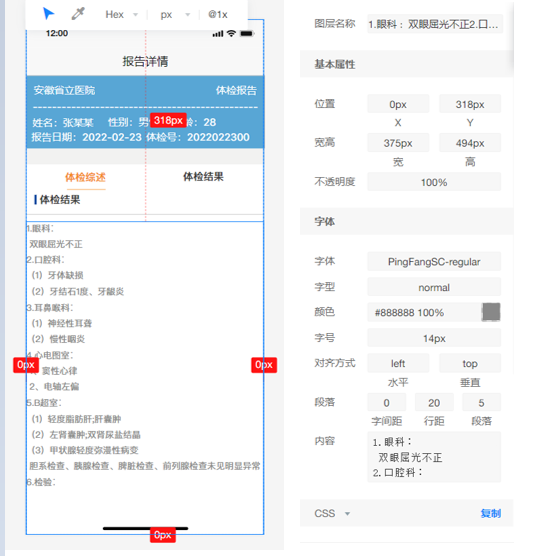 Hex px @1x
12:00
报告详情
安徽省立医院 体检报告
姓名：张某某 性别：男 318px 龄：28
报告日期：2022-02-23 体检号：2022022300
体检综述 体检结果
体检结果
1.眼科：
双眼屈光不正
2.口腔科：
（1）牙体缺损
（2）牙结石1度、牙龈炎
3.耳鼻喉科：
（1）神经性耳聋
（2）慢性咽炎
4.心电图室：
0px 窦性心律 0px
2、电轴左偏
5.B超室：
（1）轻度脂肪肝;肝囊肿
（2）左肾囊肿;双肾尿盐结晶
（3）甲状腺轻度弥漫性病变
胆系检查、胰腺检查、脾脏检查、前列腺检查未见明显异常
6.检验：
0px
图层名称 1.眼科：双眼屈光不正2.口...
基本属性
位置 0px 318px
X Y
宽高 375px 494px
宽 高
不透明度 100%
字体
字体 PingFangSC-regular
字型 normal
颜色 #888888 100%
字号 14px
对齐方式 left top
水平 垂直
段落 0 20 5
字间距 行距 段落
内容 1.眼科：
双眼屈光不正
2.口腔科：
CSS 复制